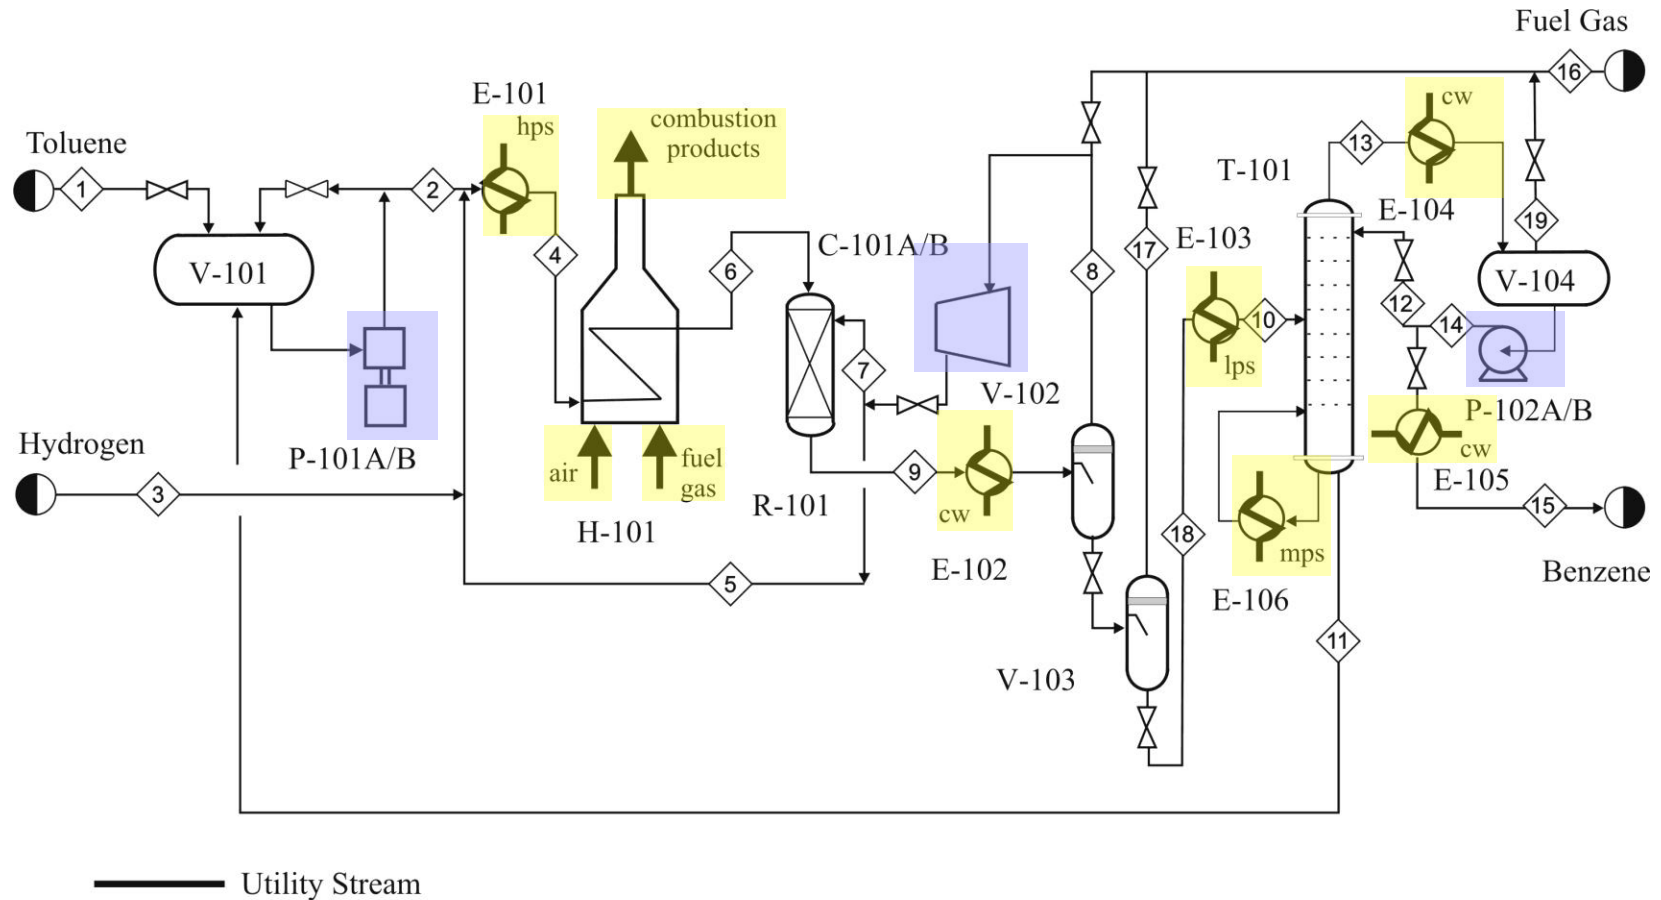 Fuel Gas
16
E-101
hps
combustion
products
cw
13
Toluene
1
2
T-101
E-104
19
V-101
4
6
C-101A/B
8
17
E-103
V-104
12
14
10
lps
7
V-102
P-102A/B
Hydrogen
P-101A/B
air
fuel
gas
9
cw
cw
E-105
3
R-101
H-101
18
mps
15
E-102
5
E-106
Benzene
11
V-103
Utility Stream